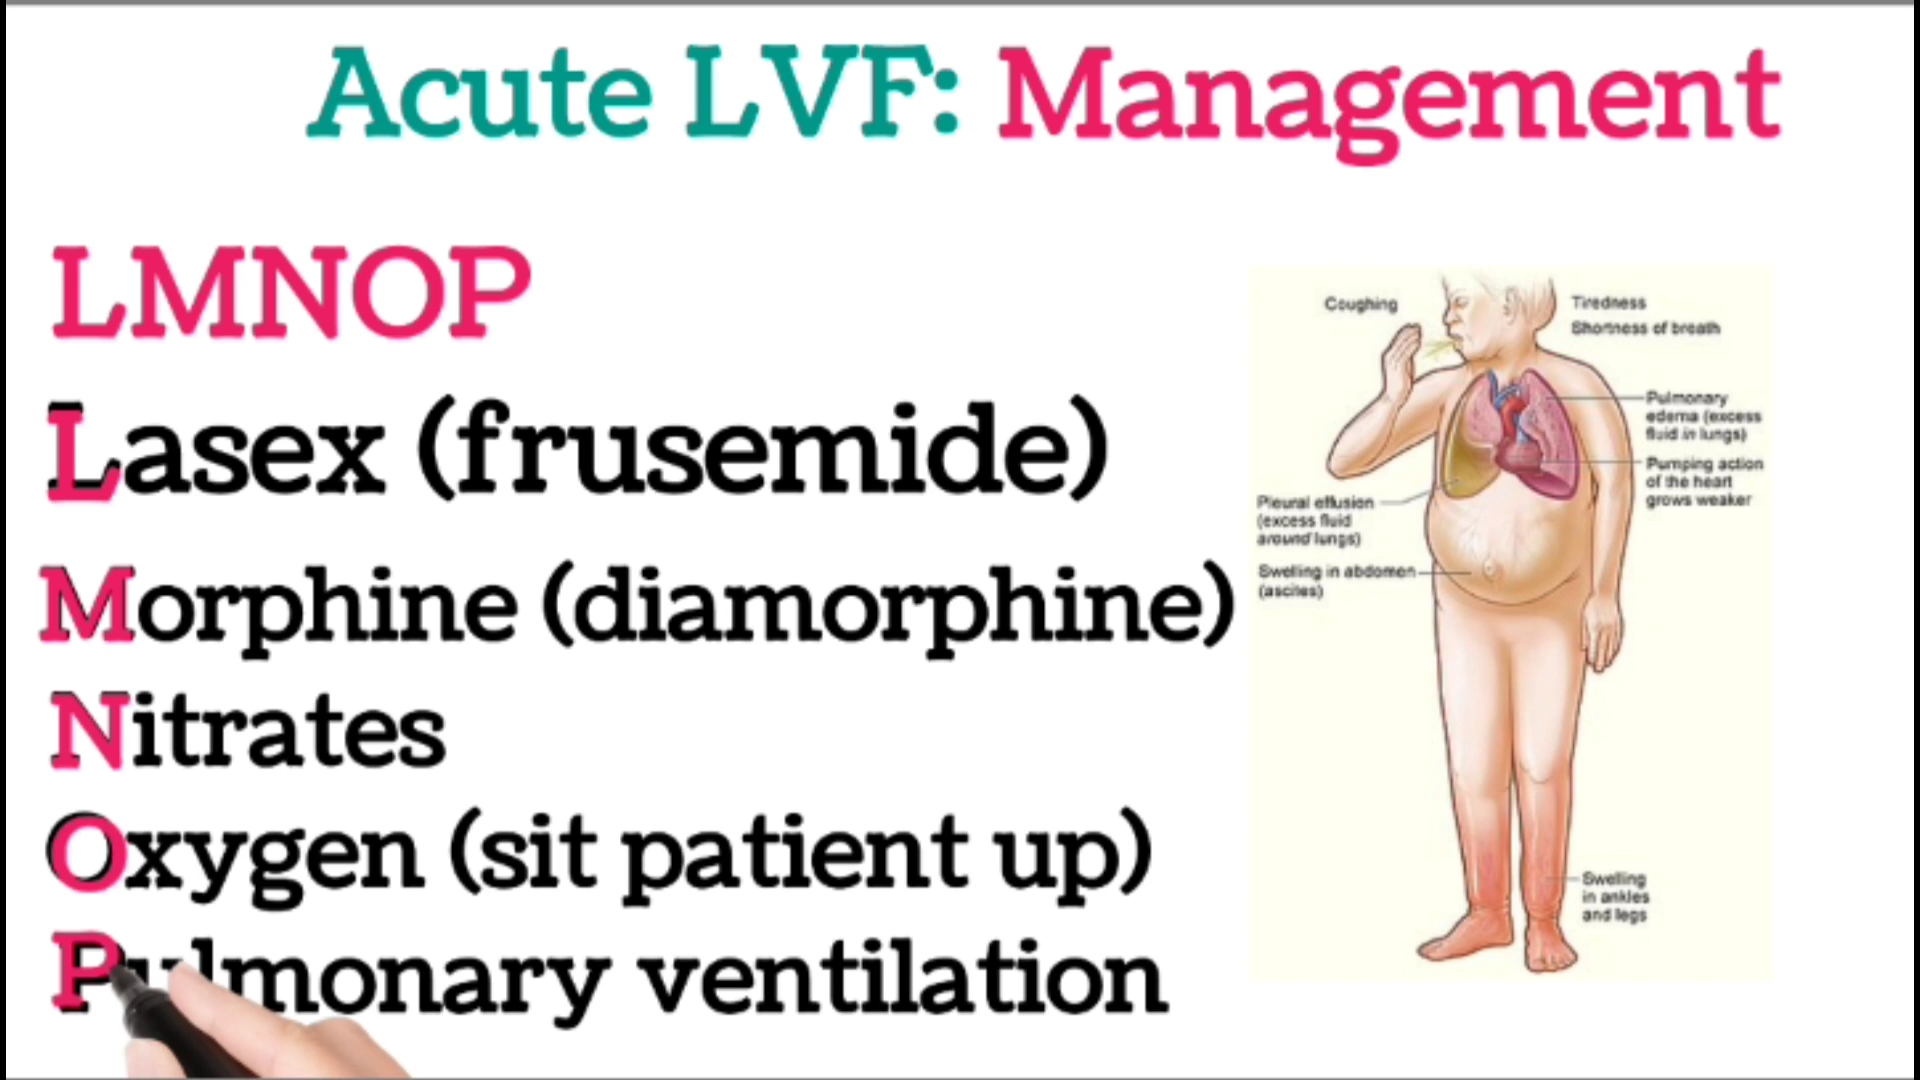 Acute LVF: Management
LMNOP
Lasex (frusemide)
Morphine (diamorphine)
Nitrates
Oxygen (sit patient up)
Pulmonary ventilation
Coughing
Tiredness
Shortness of breath
Pulmonary
edema (excess
fluid in lungs)
Pumping action
of the heart
grows weaker
Pleural effusion
(excess fluid
around lungs)
Swelling in abdomen
(ascites)
Swelling
in ankles
and legs